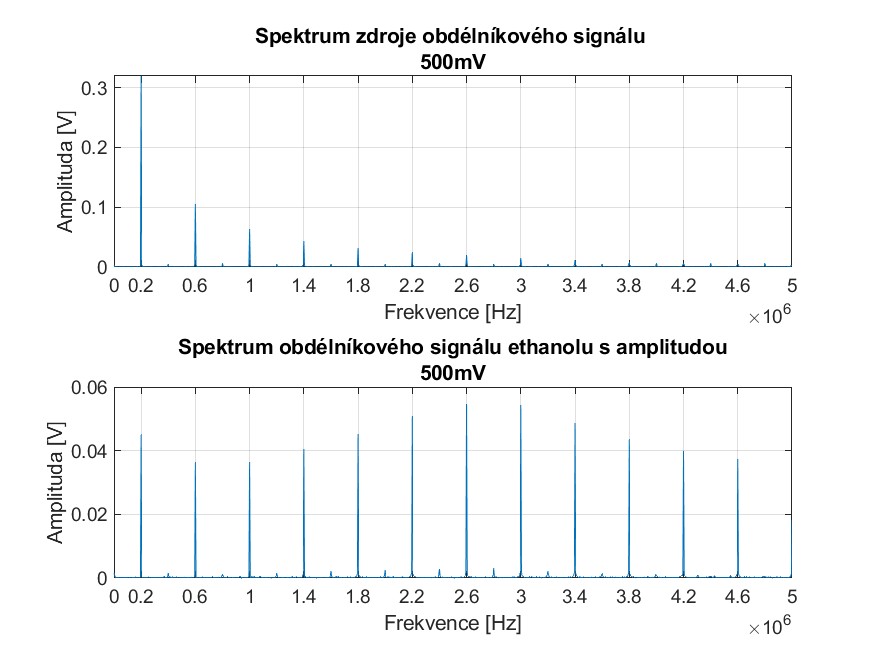 Spektrum zdroje obdélníkového signálu
500mV
Amplituda [V]
0.3
0.2
0.1
0
0 0.2 0.6 1 1.4 1.8 2.2 2.6 3 3.4 3.8 4.2 4.6 5
Frekvence [Hz]
×10⁶
Spektrum obdélníkového signálu ethanolu s amplitudou
500mV
Amplituda [V]
0.06
0.04
0.02
0
0 0.2 0.6 1 1.4 1.8 2.2 2.6 3 3.4 3.8 4.2 4.6 5
Frekvence [Hz]
×10⁶